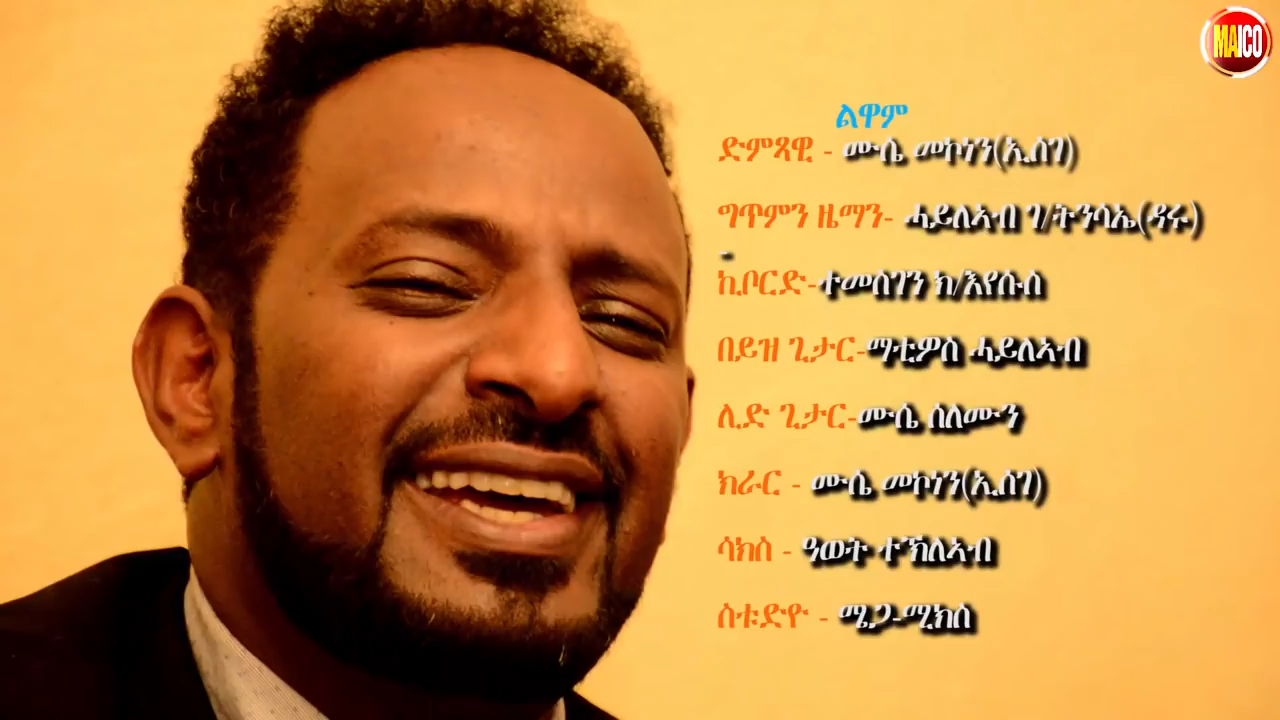 MAICO
ልዋም
ድምጻዊ - ሙሴ መኮነን(ኢሰገ)
ግጥምን ዜማን- ሓይለኣብ ገ/ትንሳኤ(ዳሩ)
-
ኪቦርድ-ተመስገን ክ/እየሱስ
በይዝ ጊታር-ማቲዎስ ሓይለኣብ
ሊድ ጊታር-ሙሴ ሰለሙን
ክራር - ሙሴ መኮነን(ኢሰገ)
ሳክስ - ዓወት ተኽለኣብ
ስቱድዮ - ሜጋ-ሚክስ